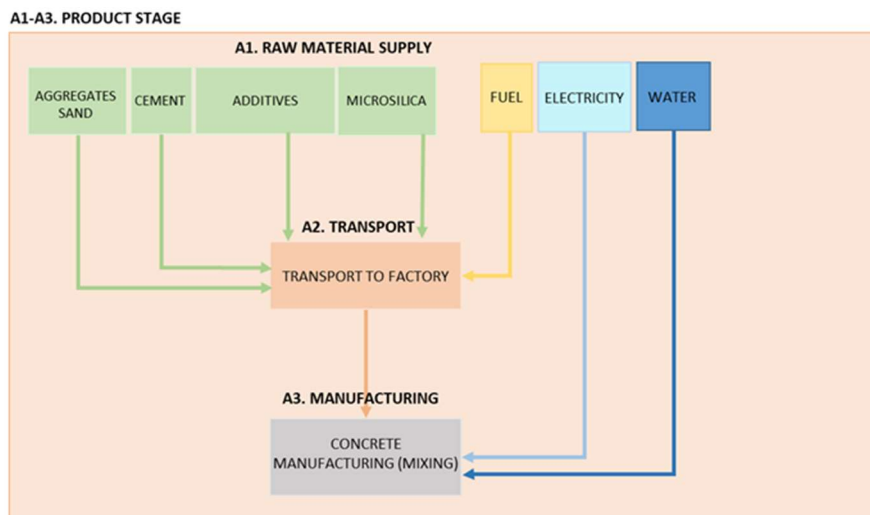 A1-A3. PRODUCT STAGE
A1. RAW MATERIAL SUPPLY
AGGREGATES
SAND
CEMENT
ADDITIVES
MICROSILICA
FUEL
ELECTRICITY
WATER
A2. TRANSPORT
TRANSPORT TO FACTORY
A3. MANUFACTURING
CONCRETE
MANUFACTURING (MIXING)